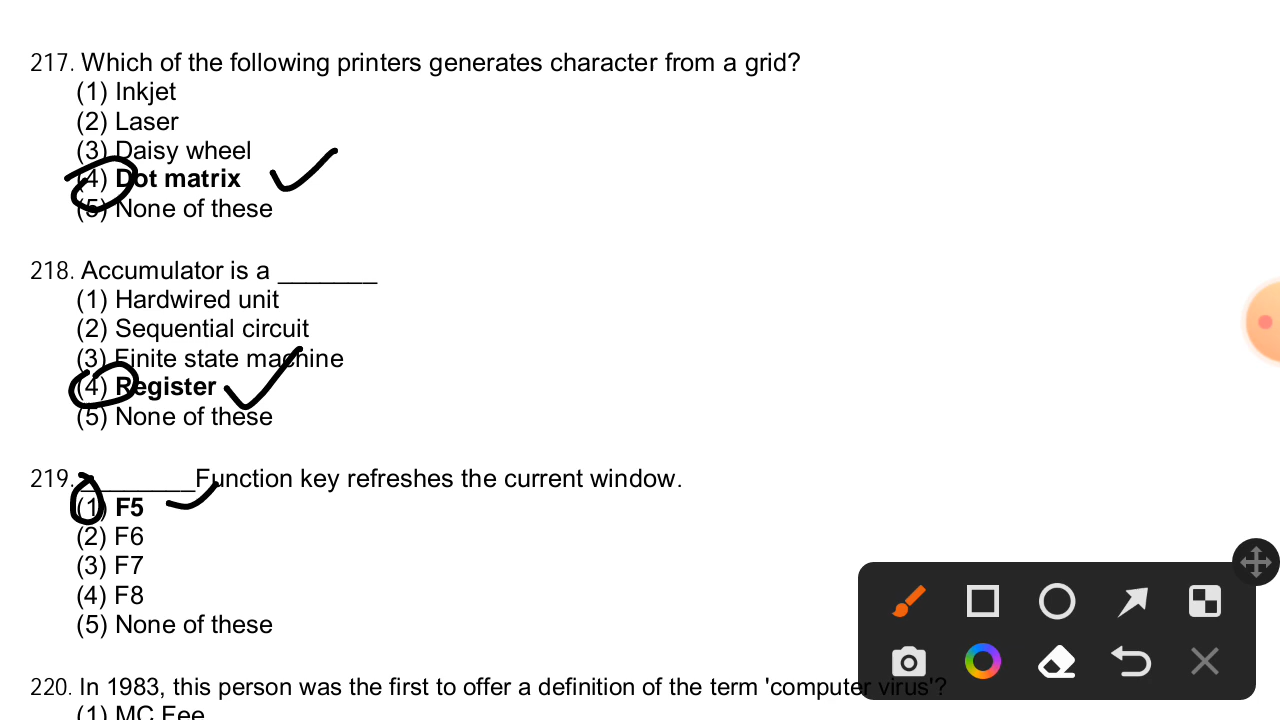 217. Which of the following printers generates character from a grid?
(1) Inkjet
(2) Laser
(3) Daisy wheel
(4) Dot matrix
(5) None of these
218. Accumulator is a _______
(1) Hardwired unit
(2) Sequential circuit
(3) Finite state machine
(4) Register
(5) None of these
219. ________Function key refreshes the current window.
(1) F5
(2) F6
(3) F7
(4) F8
(5) None of these
220. In 1983, this person was the first to offer a definition of the term 'computer virus'?
(1) MC Fee